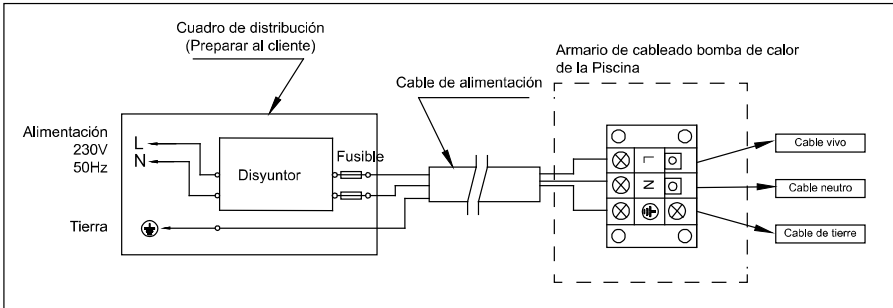 Cuadro de distribución
(Preparar al cliente)
Armario de cableado bomba de calor
de la Piscina
Cable de alimentación
Alimentación
230V
50Hz
L
N
Disyuntor
Fusible
Tierra
L
N
Cable vivo
Cable neutro
Cable de tierre